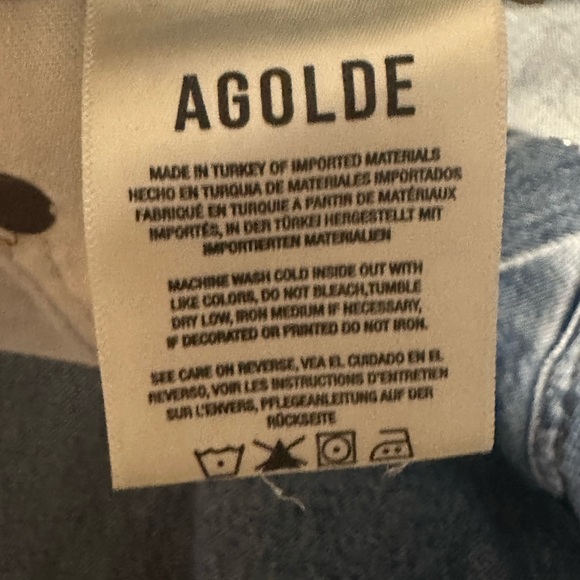 AGOLDE
MADE IN TURKEY OF IMPORTED MATERIALS
HECHO EN TURQUIA DE MATERIALES IMPORTADOS
FABRIQUÉ EN TURQUIE A PARTIR DE MATÉRIAUX
IMPORTÉS, IN DER TÜRKEI HERGESTELLT MIT
IMPORTIERTEN MATERIALIEN
MACHINE WASH COLD INSIDE OUT WITH
LIKE COLORS, DO NOT BLEACH,TUMBLE
DRY LOW, IRON MEDIUM IF NECESSARY,
IF DECORATED OR PRINTED DO NOT IRON.
SEE CARE ON REVERSE, VEA EL CUIDADO EN EL
REVERSO, VOIR LES INSTRUCTIONS D'ENTRETIEN
SUR L'ENVERS, PFLEGEANLEITUNG AUF DER
RÜCKSEITE